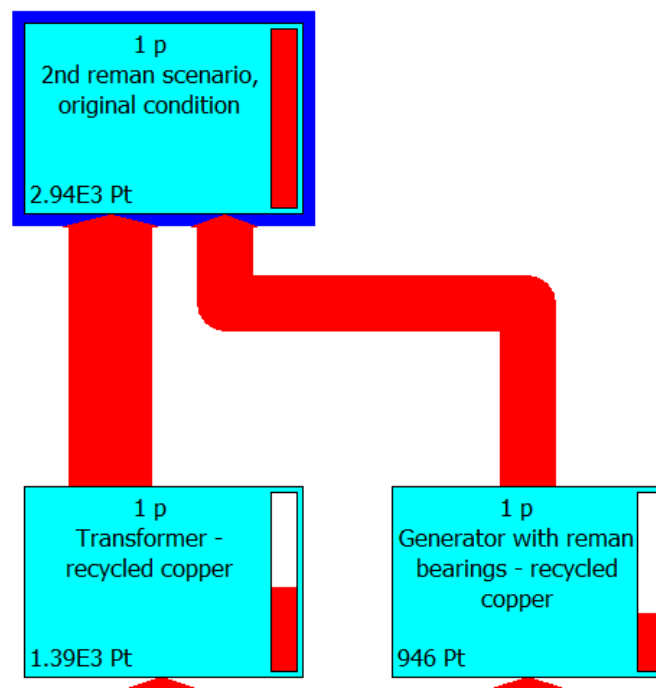 1 p
2nd reman scenario,
original condition
2.94E3 Pt
1 p
Transformer -
recycled copper
1.39E3 Pt
1 p
Generator with reman
bearings - recycled
copper
946 Pt